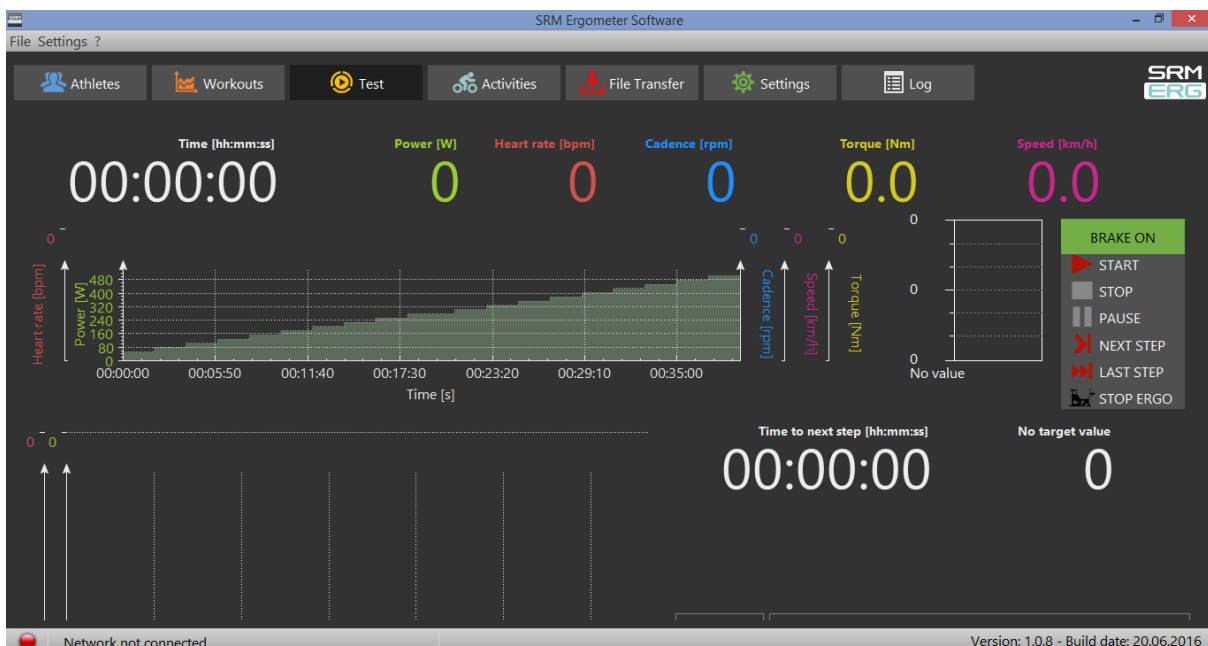 SRM Ergometer Software
File Settings ?
Athletes Workouts Test Activities File Transfer Settings Log
SRM
ERG
Time [hh:mm:ss] Power [W] Heart rate [bpm] Cadence [rpm] Torque [Nm] Speed [km/h]
00:00:00 0 0 0 0.0 0.0
0 0 0 0 0
BRAKE ON
START
STOP
PAUSE
NEXT STEP
LAST STEP
STOP ERGO
Heart rate [bpm]
Power [W]
480
400
320
240
160
80
0
Cadence [rpm]
Speed [km/h]
Torque [Nm]
0
0
No value
00:00:00 00:05:50 00:11:40 00:17:30 00:23:20 00:29:10 00:35:00
Time [s]
0 0
Time to next step [hh:mm:ss] No target value
00:00:00 0
Network not connected Version: 1.0.8 - Build date: 20.06.2016